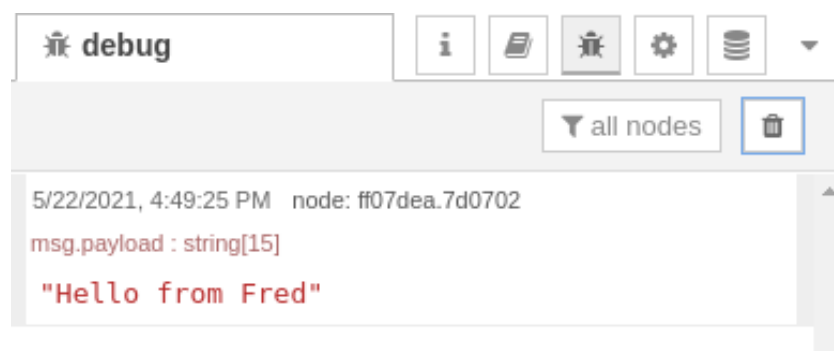 debug
all nodes
5/22/2021, 4:49:25 PM node: ff07dea.7d0702
msg.payload : string[15]
"Hello from Fred"